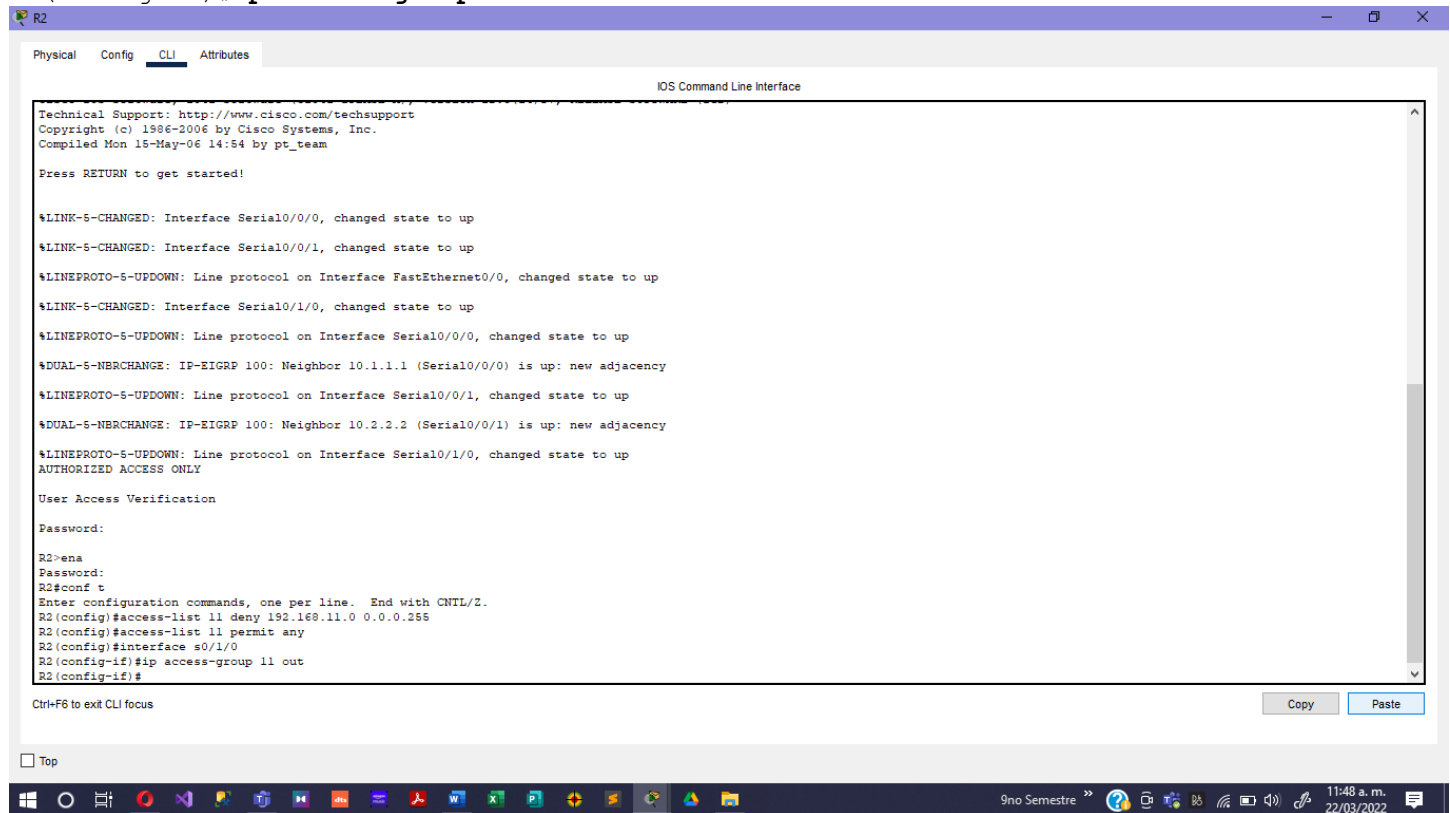 R2
Physical Config CLI Attributes
IOS Command Line Interface
Technical Support: http://www.cisco.com/techsupport
Copyright (c) 1986-2006 by Cisco Systems, Inc.
Compiled Mon 15-May-06 14:54 by pt_team
Press RETURN to get started!
%LINK-5-CHANGED: Interface Serial0/0/0, changed state to up
%LINK-5-CHANGED: Interface Serial0/0/1, changed state to up
%LINEPROTO-5-UPDOWN: Line protocol on Interface FastEthernet0/0, changed state to up
%LINK-5-CHANGED: Interface Serial0/1/0, changed state to up
%LINEPROTO-5-UPDOWN: Line protocol on Interface Serial0/0/0, changed state to up
%DUAL-5-NBRCHANGE: IP-EIGRP 100: Neighbor 10.1.1.1 (Serial0/0/0) is up: new adjacency
%LINEPROTO-5-UPDOWN: Line protocol on Interface Serial0/0/1, changed state to up
%DUAL-5-NBRCHANGE: IP-EIGRP 100: Neighbor 10.2.2.2 (Serial0/0/1) is up: new adjacency
%LINEPROTO-5-UPDOWN: Line protocol on Interface Serial0/1/0, changed state to up
AUTHORIZED ACCESS ONLY
User Access Verification
Password:
R2>ena
Password:
R2#conf t
Enter configuration commands, one per line. End with CNTL/Z.
R2(config)#access-list 11 deny 192.168.11.0 0.0.0.255
R2(config)#access-list 11 permit any
R2(config)#interface s0/1/0
R2(config-if)#ip access-group 11 out
R2(config-if)#
Ctrl+F6 to exit CLI focus
Copy Paste
Top
9no Semestre
11:48 a. m.
22/03/2022